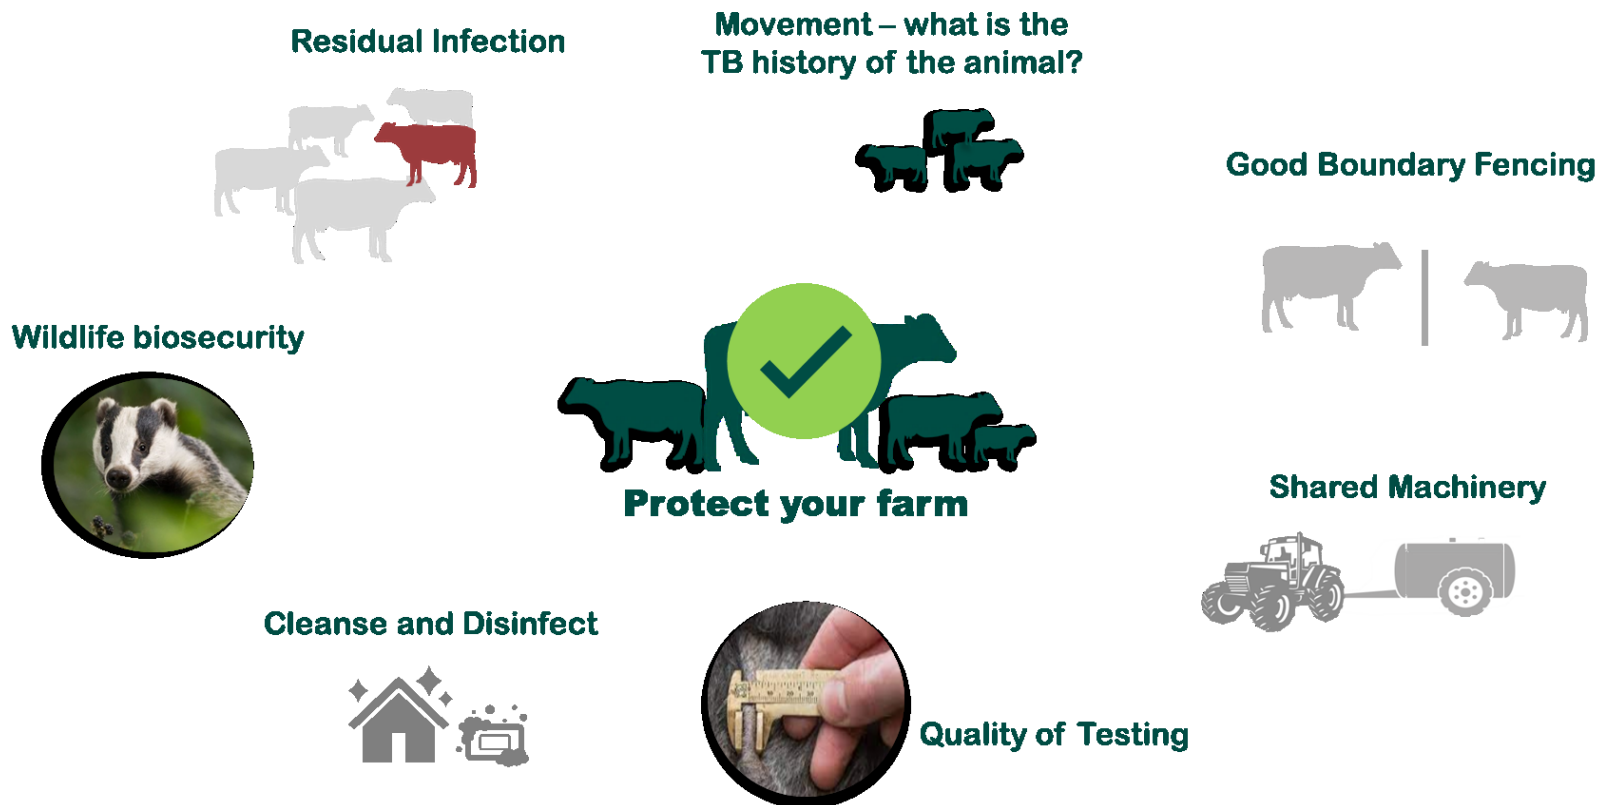 Residual Infection
Movement – what is the
TB history of the animal?
Good Boundary Fencing
Wildlife biosecurity
Protect your farm
Shared Machinery
Cleanse and Disinfect
Quality of Testing